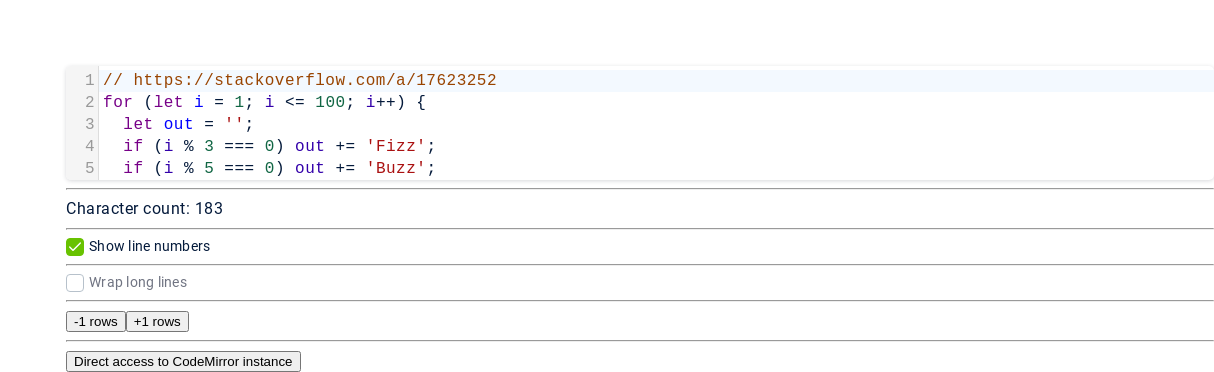 1 // https://stackoverflow.com/a/17623252
2 for (let i = 1; i <= 100; i++) {
3   let out = '';
4   if (i % 3 === 0) out += 'Fizz';
5   if (i % 5 === 0) out += 'Buzz';
Character count: 183
Show line numbers
Wrap long lines
-1 rows +1 rows
Direct access to CodeMirror instance